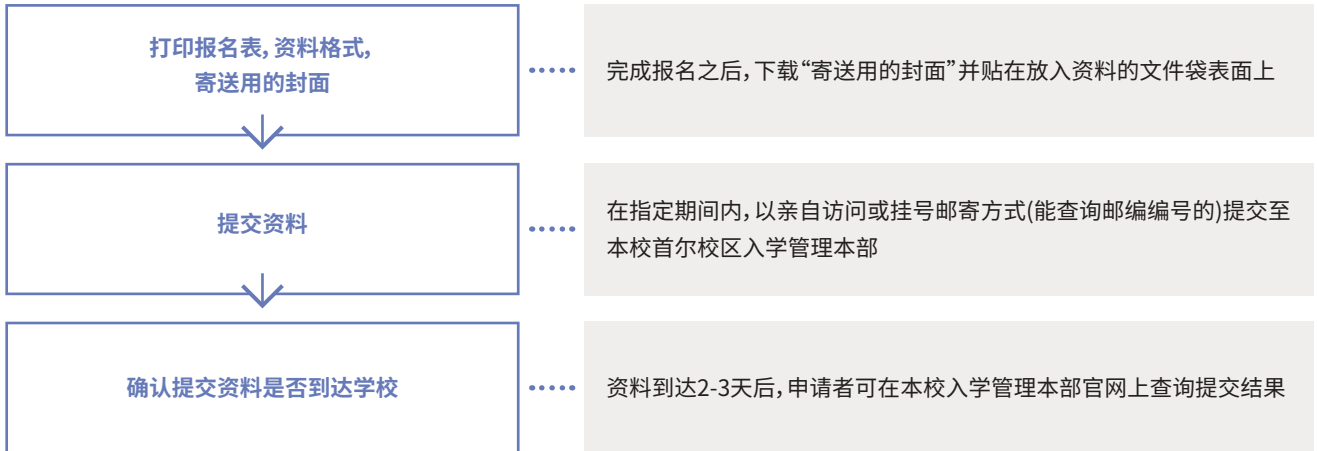 打印报名表, 资料格式,
寄送用的封面
完成报名之后, 下载“寄送用的封面”并贴在放入资料的文件袋表面上
提交资料
在指定期间内, 以亲自访问或挂号邮寄方式(能查询邮编编号的)提交至
本校首尔校区入学管理本部
确认提交资料是否到达学校
资料到达2-3天后, 申请者可在本校入学管理本部官网上查询提交结果